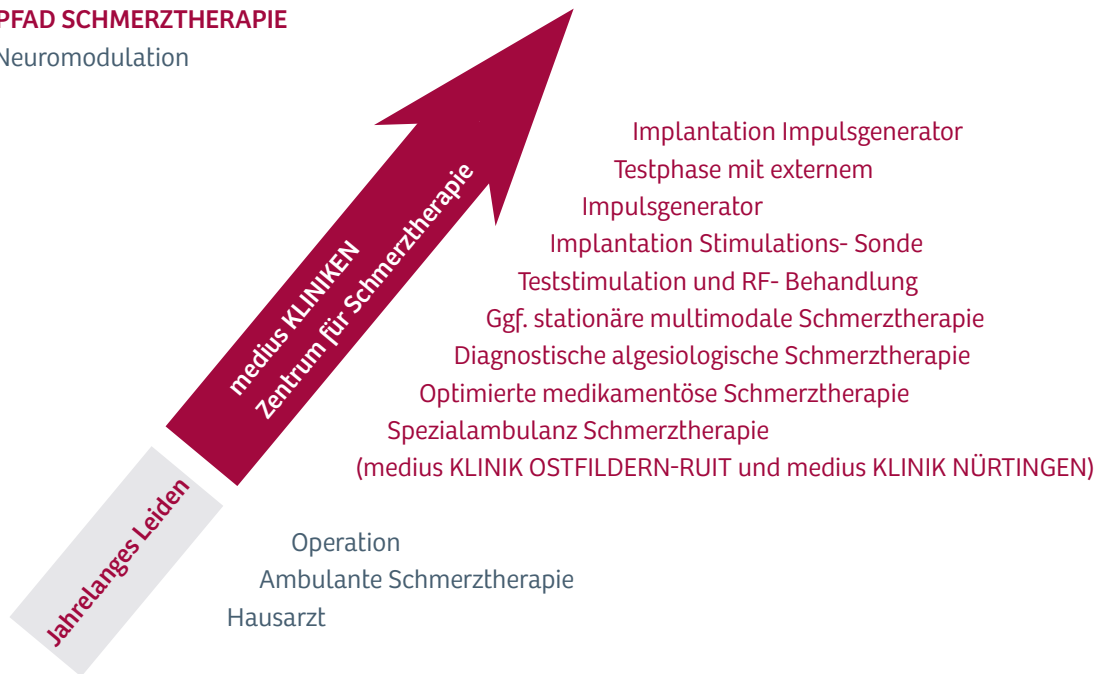 PFAD SCHMERZTHERAPIE
Neuromodulation
Implantation Impulsgenerator
Testphase mit externem
Impulsgenerator
Implantation Stimulations- Sonde
Teststimulation und RF- Behandlung
Ggf. stationäre multimodale Schmerztherapie
Diagnostische algesiologische Schmerztherapie
Optimierte medikamentöse Schmerztherapie
Spezialambulanz Schmerztherapie
(medius KLINIK OSTFILDERN-RUIT und medius KLINIK NÜRTINGEN)
medius KLINIKEN
Zentrum für Schmerztherapie
Jahrelanges Leiden
Operation
Ambulante Schmerztherapie
Hausarzt